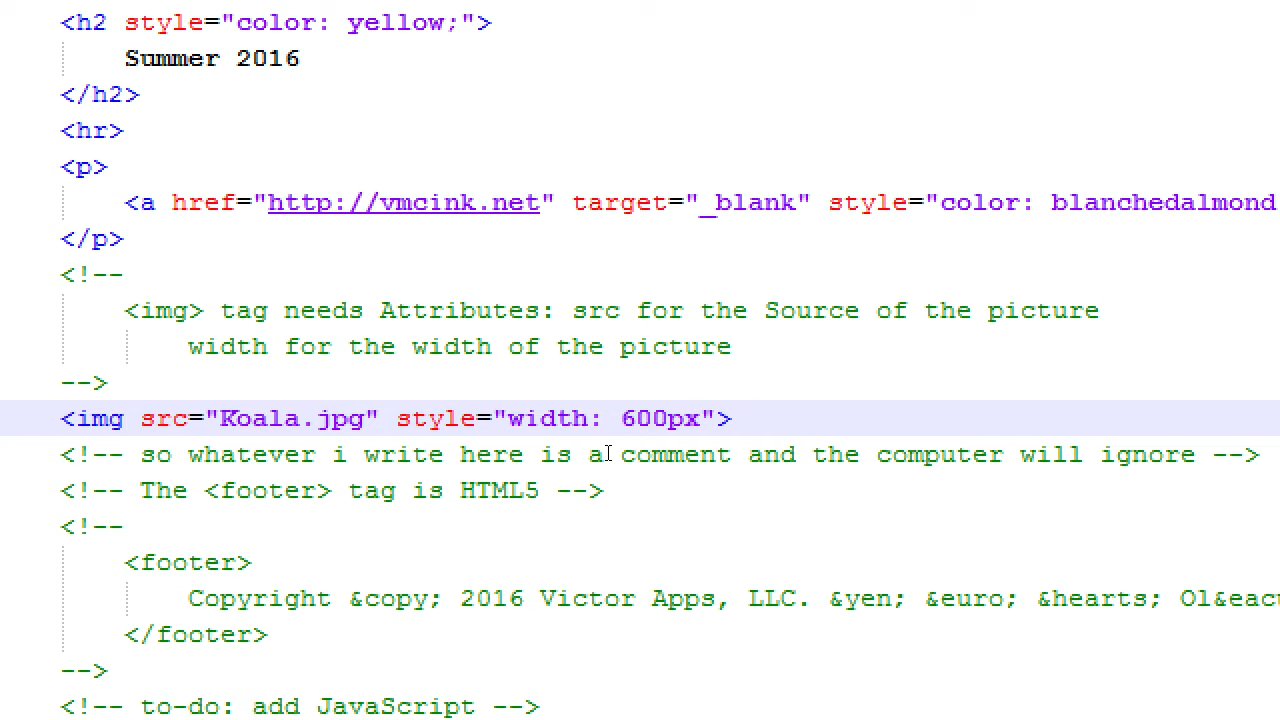 <h2 style="color: yellow;">
Summer 2016
</h2>
<hr>
<p>
<a href="http://vmcink.net" target="_blank" style="color: blanchedalmond
</p>
<!--
<img> tag needs Attributes: src for the Source of the picture
width for the width of the picture
-->
<img src="Koala.jpg" style="width: 600px">
<!-- so whatever i write here is a comment and the computer will ignore -->
<!-- The <footer> tag is HTML5 -->
<!--
<footer>
Copyright &copy; 2016 Victor Apps, LLC. &yen; &euro; &hearts; Ol&eacu
</footer>
-->
<!-- to-do: add JavaScript -->